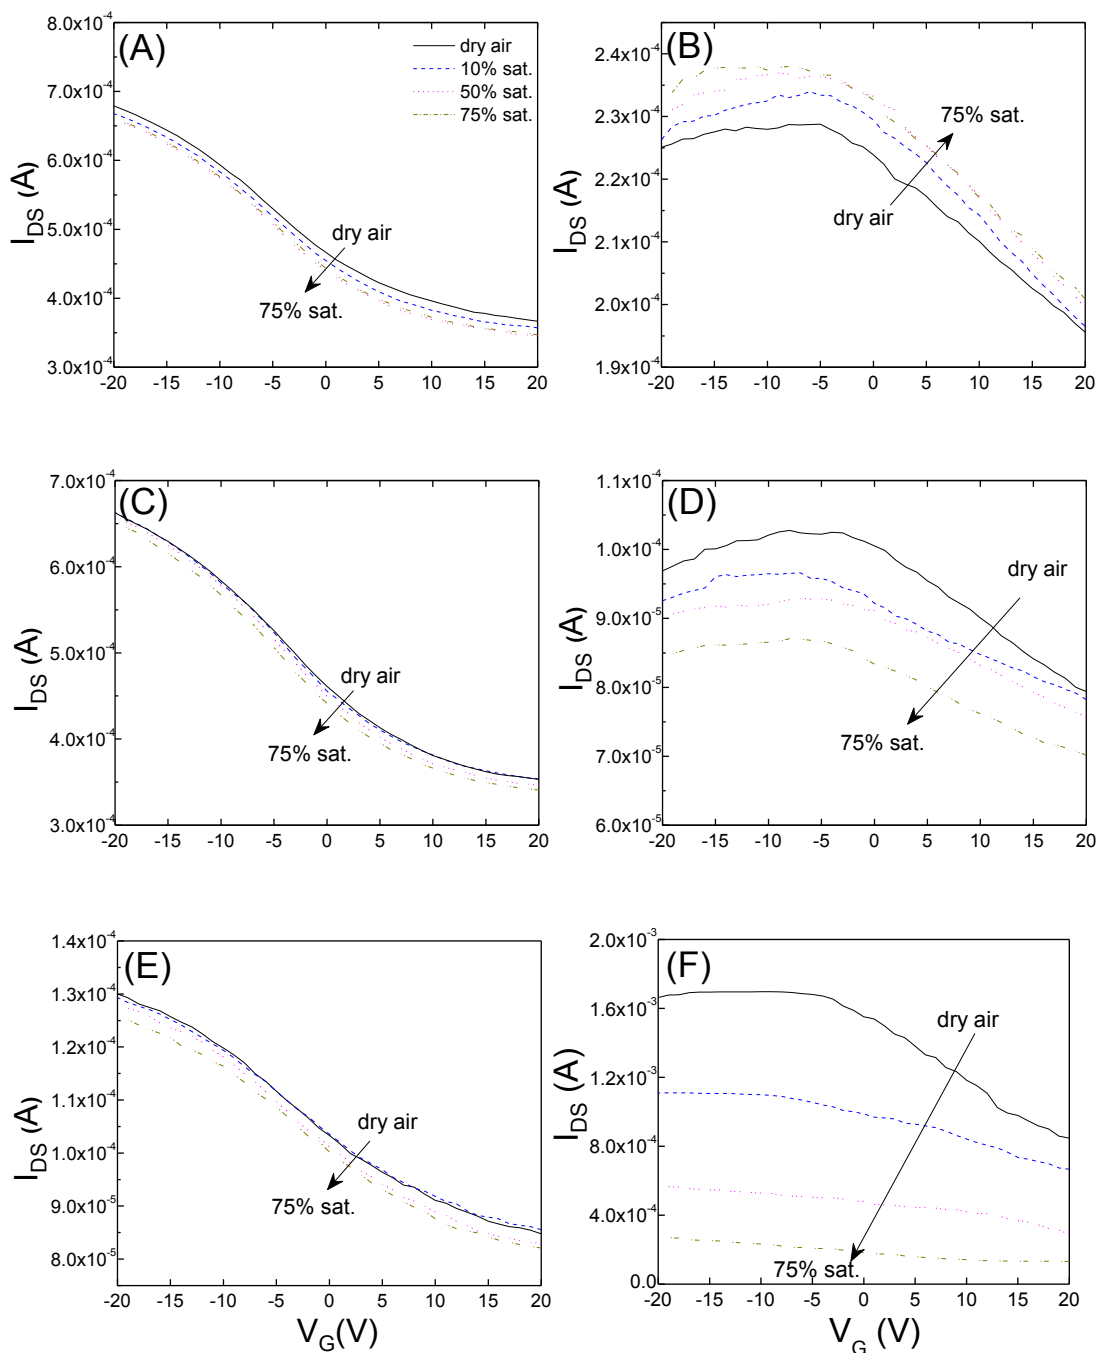 (A)
dry air
10% sat.
50% sat.
75% sat.
8.0x10⁻⁴
7.0x10⁻⁴
6.0x10⁻⁴
5.0x10⁻⁴
4.0x10⁻⁴
3.0x10⁻⁴
I_DS (A)
dry air
75% sat.
-20 -15 -10 -5 0 5 10 15 20
(B)
2.4x10⁻⁴
2.3x10⁻⁴
2.2x10⁻⁴
2.1x10⁻⁴
2.0x10⁻⁴
1.9x10⁻⁴
I_DS (A)
75% sat.
dry air
-20 -15 -10 -5 0 5 10 15 20
(C)
7.0x10⁻⁴
6.0x10⁻⁴
5.0x10⁻⁴
4.0x10⁻⁴
3.0x10⁻⁴
I_DS (A)
dry air
75% sat.
-20 -15 -10 -5 0 5 10 15 20
(D)
1.1x10⁻⁴
1.0x10⁻⁴
9.0x10⁻⁵
8.0x10⁻⁵
7.0x10⁻⁵
6.0x10⁻⁵
I_DS (A)
dry air
75% sat.
-20 -15 -10 -5 0 5 10 15 20
(E)
1.4x10⁻⁴
1.3x10⁻⁴
1.2x10⁻⁴
1.1x10⁻⁴
1.0x10⁻⁴
9.0x10⁻⁵
8.0x10⁻⁵
I_DS (A)
dry air
75% sat.
-20 -15 -10 -5 0 5 10 15 20
V_G(V)
(F)
2.0x10⁻³
1.6x10⁻³
1.2x10⁻³
8.0x10⁻⁴
4.0x10⁻⁴
0.0
I_DS (A)
dry air
75% sat.
-20 -15 -10 -5 0 5 10 15 20
V_G (V)